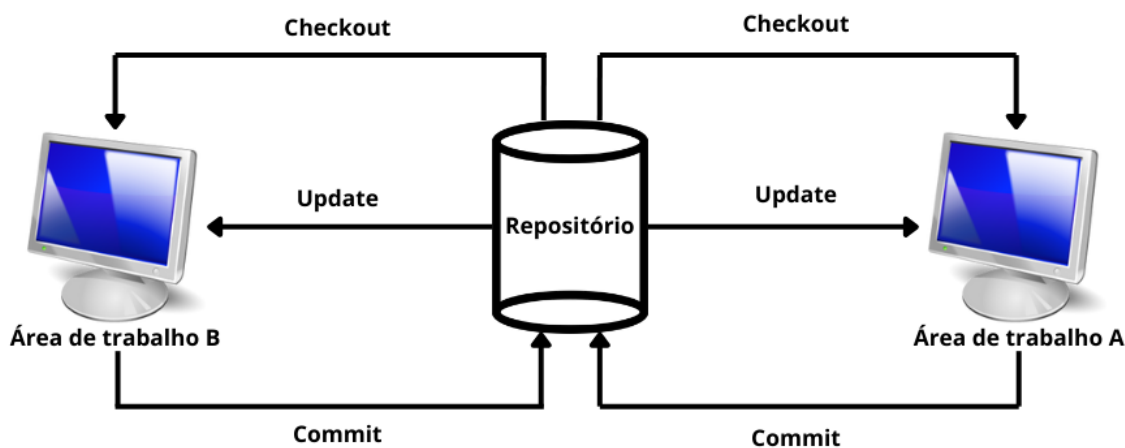 Checkout
Checkout
Update
Update
Repositório
Área de trabalho B
Área de trabalho A
Commit
Commit